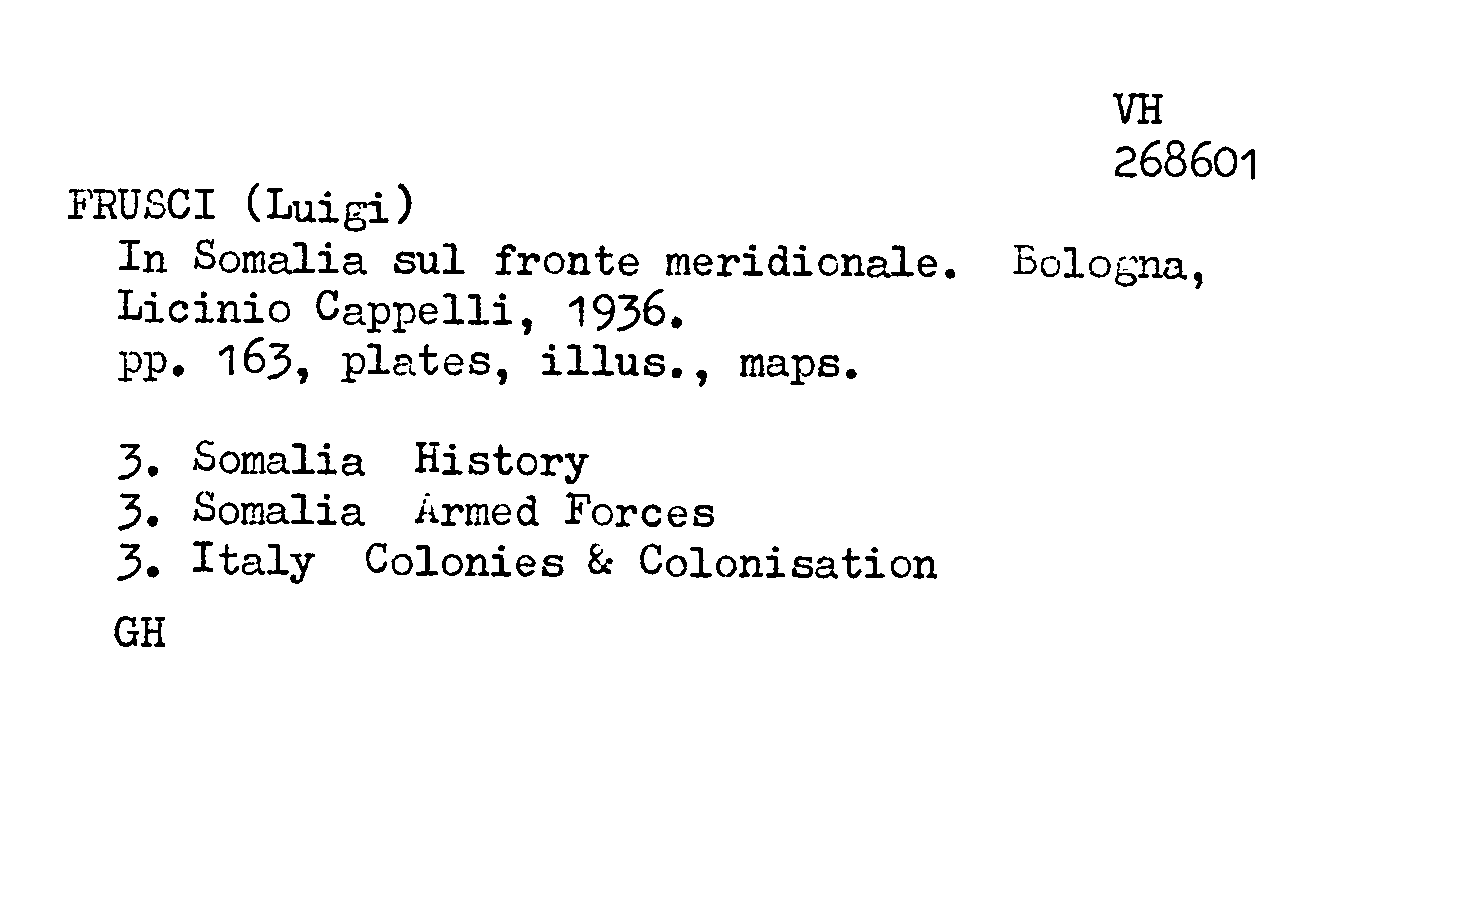 VH
268601
FRUSCI (Luigi)
In Somalia sul fronte meridionale. Bologna,
Licinio Cappelli, 1936.
pp. 163, plates, illus., maps.
3. Somalia History
3. Somalia Armed Forces
3. Italy Colonies & Colonisation
GH